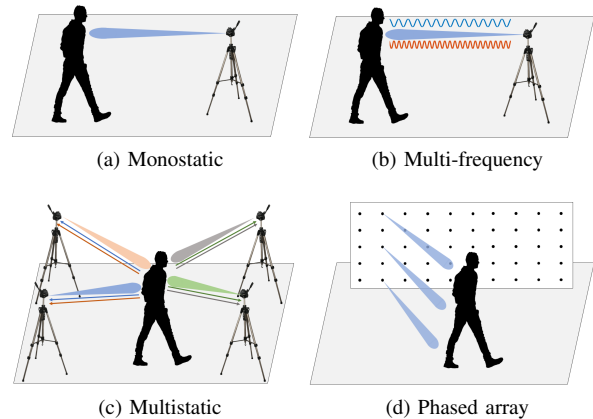 (a) Monostatic
(b) Multi-frequency
(c) Multistatic
(d) Phased array